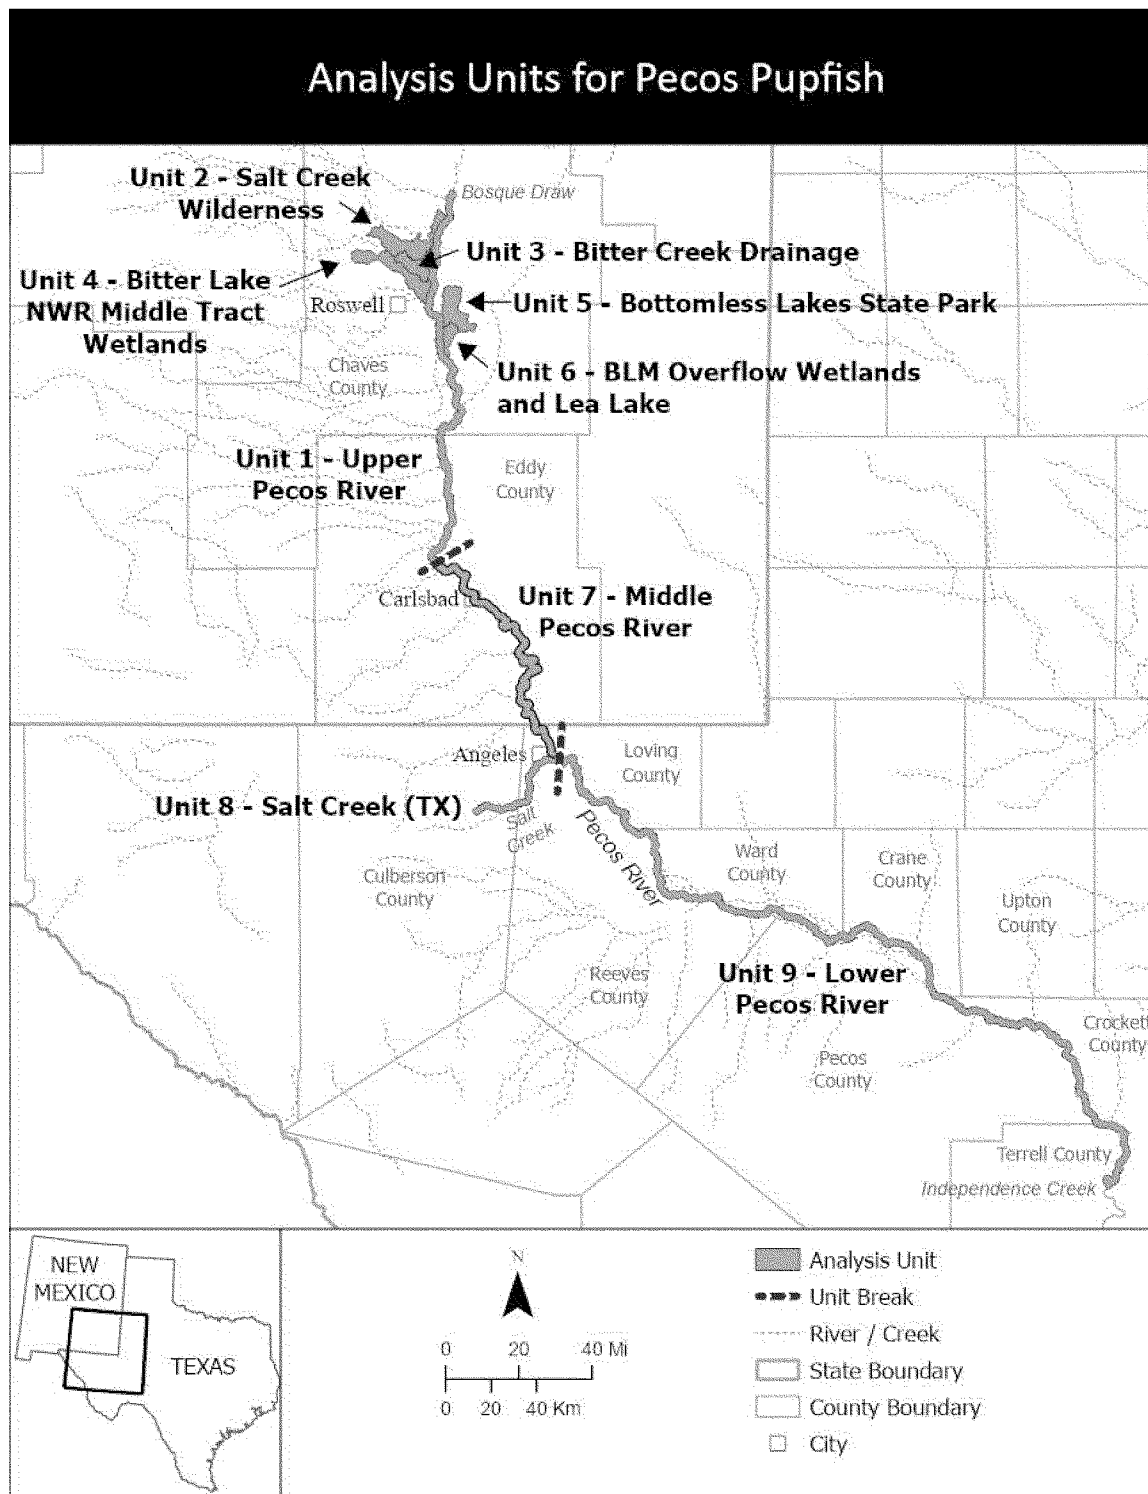 Analysis Units for Pecos Pupfish
Unit 2 - Salt Creek
Wilderness
Bosque Draw
Unit 3 - Bitter Creek Drainage
Unit 4 - Bitter Lake
NWR Middle Tract
Wetlands
Roswell
Unit 5 - Bottomless Lakes State Park
Chaves
County
Unit 6 - BLM Overflow Wetlands
and Lea Lake
Unit 1 - Upper
Pecos River
Eddy
County
Carlsbad
Unit 7 - Middle
Pecos River
Angeles
Loving
County
Unit 8 - Salt Creek (TX)
Salt
Creek
Pecos River
Ward
County
Crane
County
Culberson
County
Upton
County
Reeves
County
Unit 9 - Lower
Pecos River
Crockett
County
Pecos
County
Terrell County
Independence Creek
NEW
MEXICO
TEXAS
N
0 20 40 Mi
0 20 40 Km
Analysis Unit
Unit Break
River / Creek
State Boundary
County Boundary
City